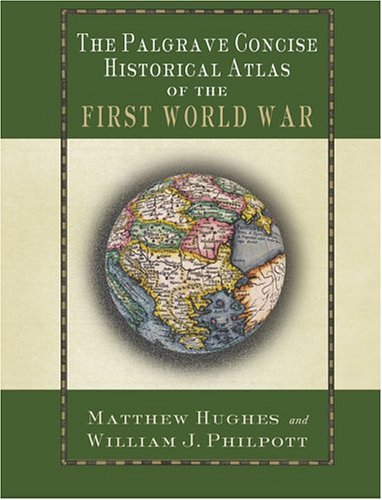 THE PALGRAVE CONCISE
HISTORICAL ATLAS
OF THE
FIRST WORLD WAR
MATTHEW HUGHES and
WILLIAM J. PHILPOTT